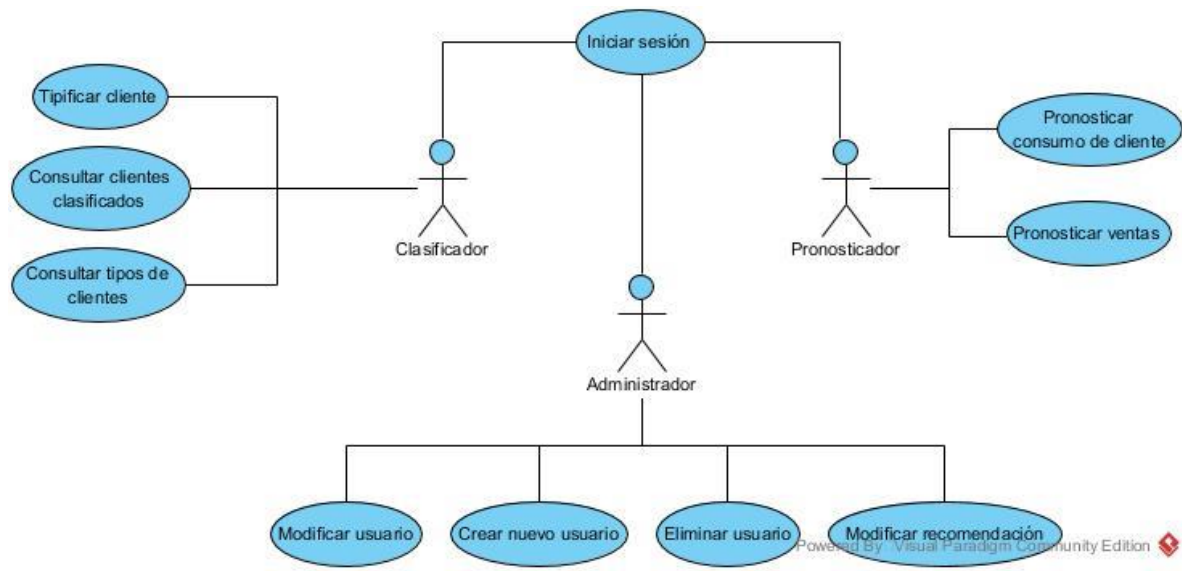 Iniciar sesión
Tipificar cliente
Consultar clientes
clasificados
Consultar tipos de
clientes
Clasificador
Pronosticador
Pronosticar
consumo de cliente
Pronosticar ventas
Administrador
Modificar usuario
Crear nuevo usuario
Eliminar usuario
Modificar recomendación
Powered By Visual Paradigm Community Edition